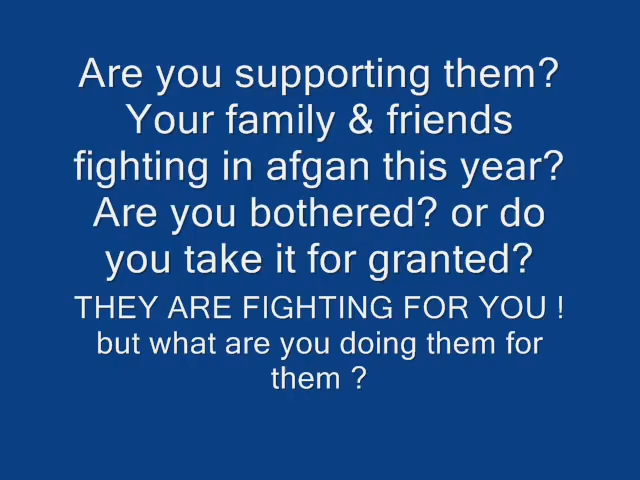 Are you supporting them?
Your family & friends
fighting in afgan this year?
Are you bothered? or do
you take it for granted?
THEY ARE FIGHTING FOR YOU !
but what are you doing them for
them ?